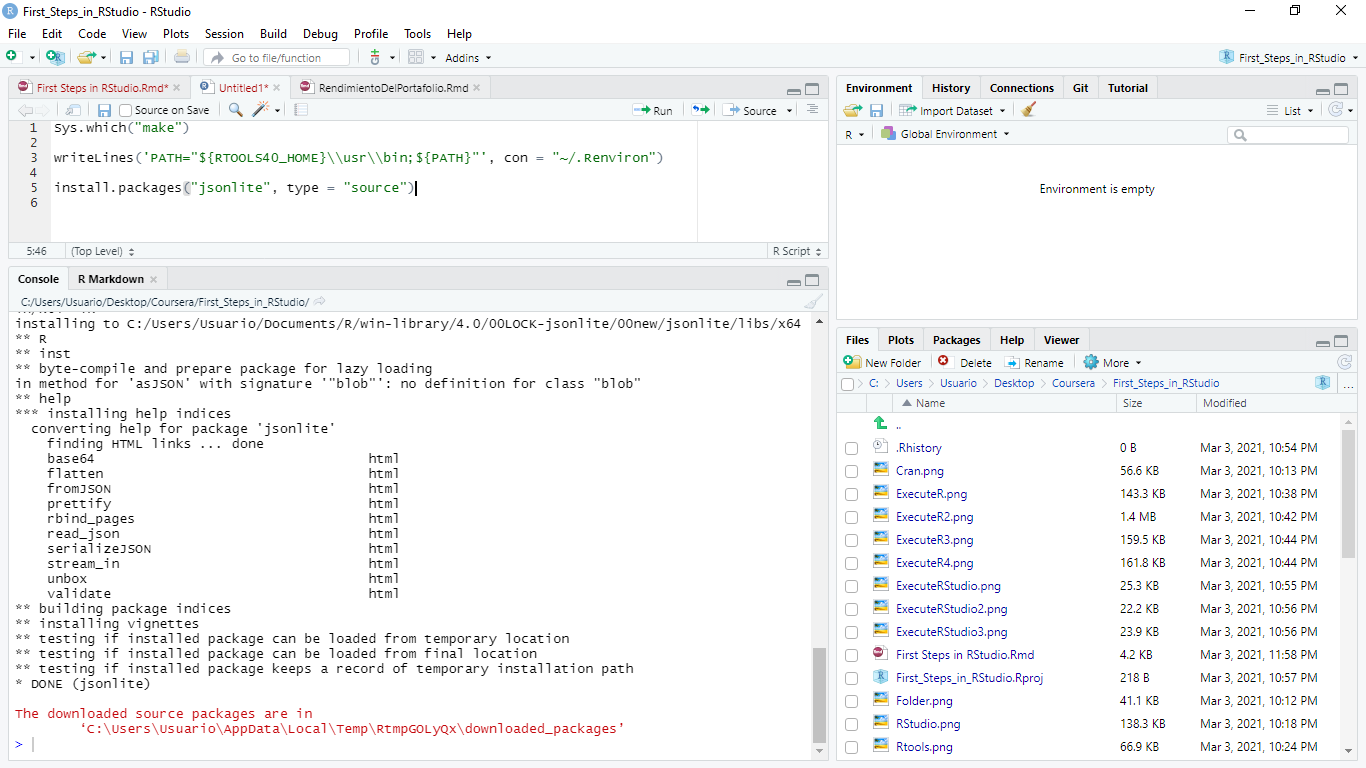 First_Steps_in_RStudio - RStudio
File Edit Code View Plots Session Build Debug Profile Tools Help
Go to file/function Addins First_Steps_in_RStudio
First Steps in RStudio.Rmd* Untitled1* RendimientoDelPortafolio.Rmd
Source on Save Run Source
1 Sys.which("make")
2
3 writeLines('PATH="${RTOOLS40_HOME}\\usr\\bin;${PATH}"', con = "~/.Renviron")
4
5 install.packages("jsonlite", type = "source")
6
5:46 (Top Level) R Script
Console R Markdown
C:/Users/Usuario/Desktop/Coursera/First_Steps_in_RStudio/
installing to C:/Users/Usuario/Documents/R/win-library/4.0/00LOCK-jsonlite/00new/jsonlite/libs/x64
** R
** inst
** byte-compile and prepare package for lazy loading
in method for 'asJSON' with signature '"blob"': no definition for class "blob"
** help
*** installing help indices
converting help for package 'jsonlite'
finding HTML links ... done
base64 html
flatten html
fromJSON html
prettify html
rbind_pages html
read_json html
serializeJSON html
stream_in html
unbox html
validate html
** building package indices
** installing vignettes
** testing if installed package can be loaded from temporary location
** testing if installed package can be loaded from final location
** testing if installed package keeps a record of temporary installation path
* DONE (jsonlite)
The downloaded source packages are in
‘C:\Users\Usuario\AppData\Local\Temp\RtmpGOLyQx\downloaded_packages’
>
Environment History Connections Git Tutorial
Import Dataset List
R Global Environment
Environment is empty
Files Plots Packages Help Viewer
New Folder Delete Rename More
C: Users Usuario Desktop Coursera First_Steps_in_RStudio ...
Name Size Modified
..
.Rhistory 0 B Mar 3, 2021, 10:54 PM
Cran.png 56.6 KB Mar 3, 2021, 10:13 PM
ExecuteR.png 143.3 KB Mar 3, 2021, 10:38 PM
ExecuteR2.png 1.4 MB Mar 3, 2021, 10:42 PM
ExecuteR3.png 159.5 KB Mar 3, 2021, 10:44 PM
ExecuteR4.png 161.8 KB Mar 3, 2021, 10:44 PM
ExecuteRStudio.png 25.3 KB Mar 3, 2021, 10:55 PM
ExecuteRStudio2.png 22.2 KB Mar 3, 2021, 10:56 PM
ExecuteRStudio3.png 23.9 KB Mar 3, 2021, 10:56 PM
First Steps in RStudio.Rmd 4.2 KB Mar 3, 2021, 11:58 PM
First_Steps_in_RStudio.Rproj 218 B Mar 3, 2021, 10:57 PM
Folder.png 41.1 KB Mar 3, 2021, 10:12 PM
RStudio.png 138.3 KB Mar 3, 2021, 10:18 PM
Rtools.png 66.9 KB Mar 3, 2021, 10:24 PM